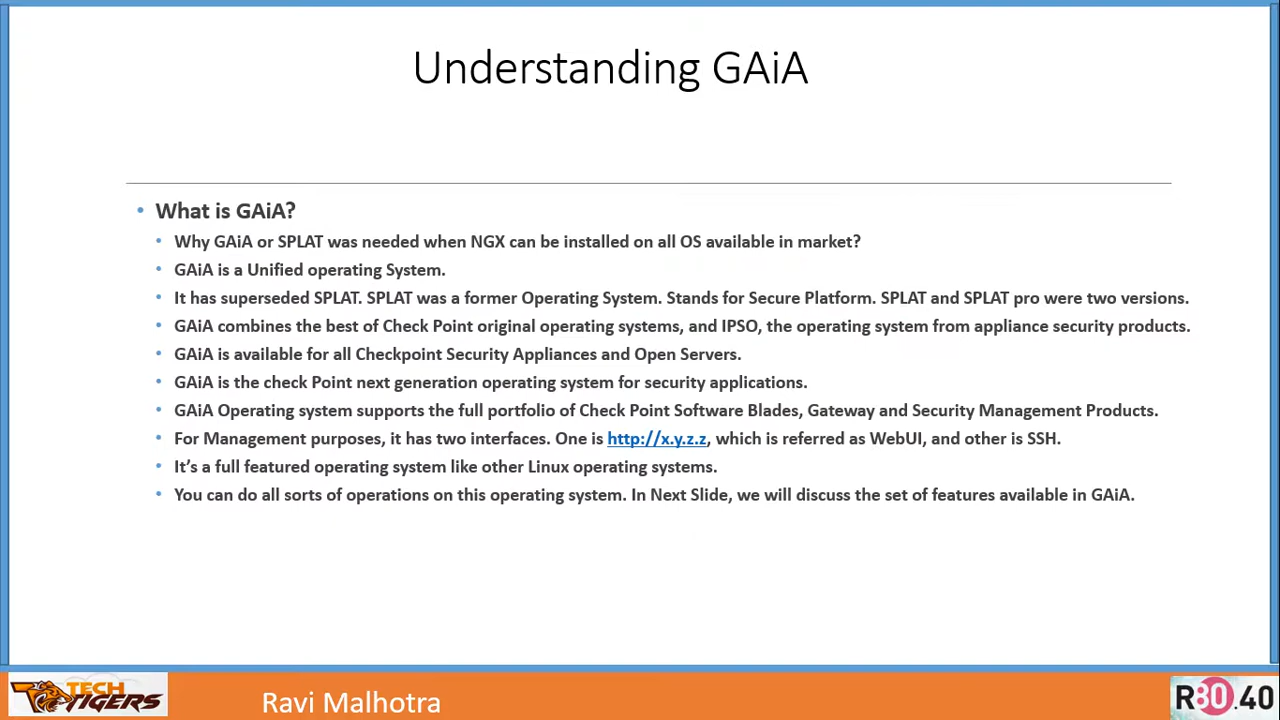 Understanding GAiA
• What is GAiA?
• Why GAiA or SPLAT was needed when NGX can be installed on all OS available in market?
• GAiA is a Unified operating System.
• It has superseded SPLAT. SPLAT was a former Operating System. Stands for Secure Platform. SPLAT and SPLAT pro were two versions.
• GAiA combines the best of Check Point original operating systems, and IPSO, the operating system from appliance security products.
• GAiA is available for all Checkpoint Security Appliances and Open Servers.
• GAiA is the check Point next generation operating system for security applications.
• GAiA Operating system supports the full portfolio of Check Point Software Blades, Gateway and Security Management Products.
• For Management purposes, it has two interfaces. One is http://x.y.z.z, which is referred as WebUI, and other is SSH.
• It’s a full featured operating system like other Linux operating systems.
• You can do all sorts of operations on this operating system. In Next Slide, we will discuss the set of features available in GAiA.
TECH
TIGERS
Ravi Malhotra
R80.40